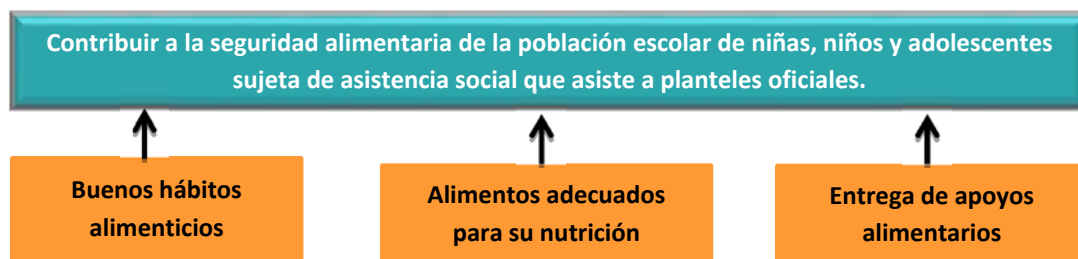 Contribuir a la seguridad alimentaria de la población escolar de niñas, niños y adolescentes
sujeta de asistencia social que asiste a planteles oficiales.
Buenos hábitos
alimenticios
Alimentos adecuados
para su nutrición
Entrega de apoyos
alimentarios